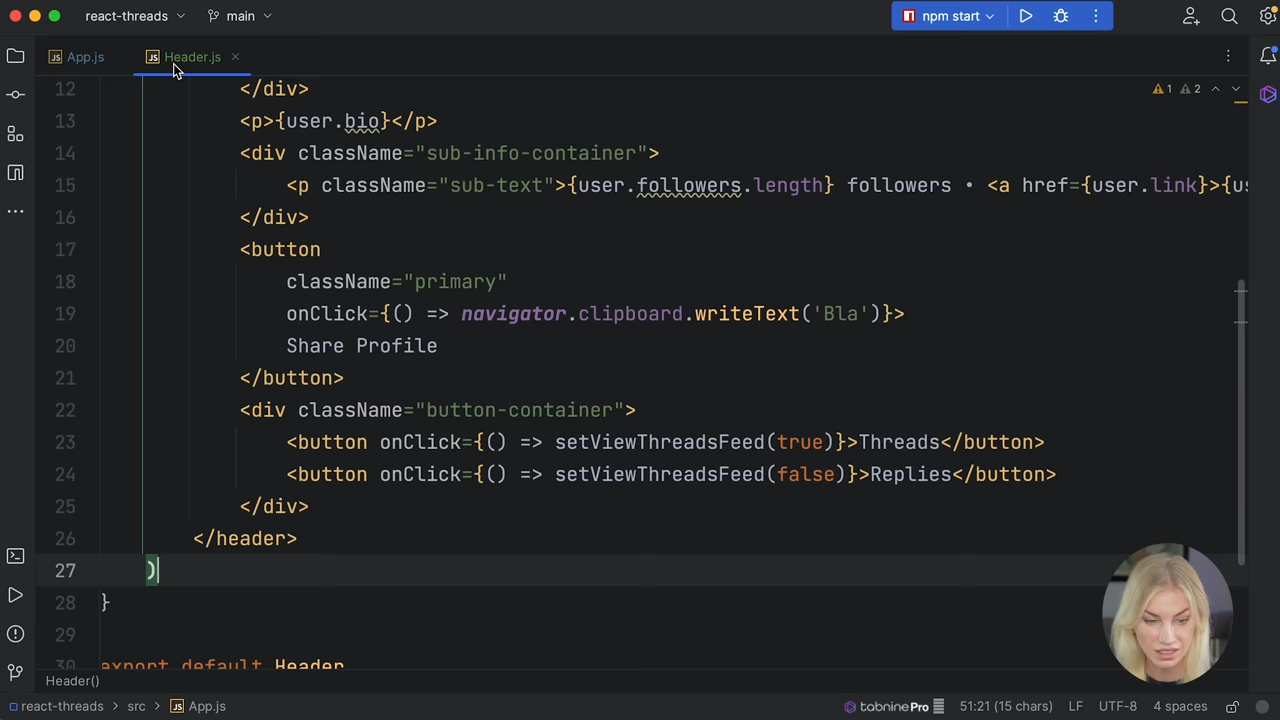 react-threads
main
npm start
App.js
Header.js
12 </div>
1 2
13 <p>{user.bio}</p>
14 <div className="sub-info-container">
15 <p className="sub-text">{user.followers.length} followers • <a href={user.link}>{us
16 </div>
17 <button
18 className="primary"
19 onClick={() => navigator.clipboard.writeText('Bla')}>
20 Share Profile
21 </button>
22 <div className="button-container">
23 <button onClick={() => setViewThreadsFeed(true)}>Threads</button>
24 <button onClick={() => setViewThreadsFeed(false)}>Replies</button>
25 </div>
26 </header>
27 )
28 }
29
30 export default Header
Header()
react-threads > src > App.js
tabnine Pro
51:21 (15 chars)
LF
UTF-8
4 spaces